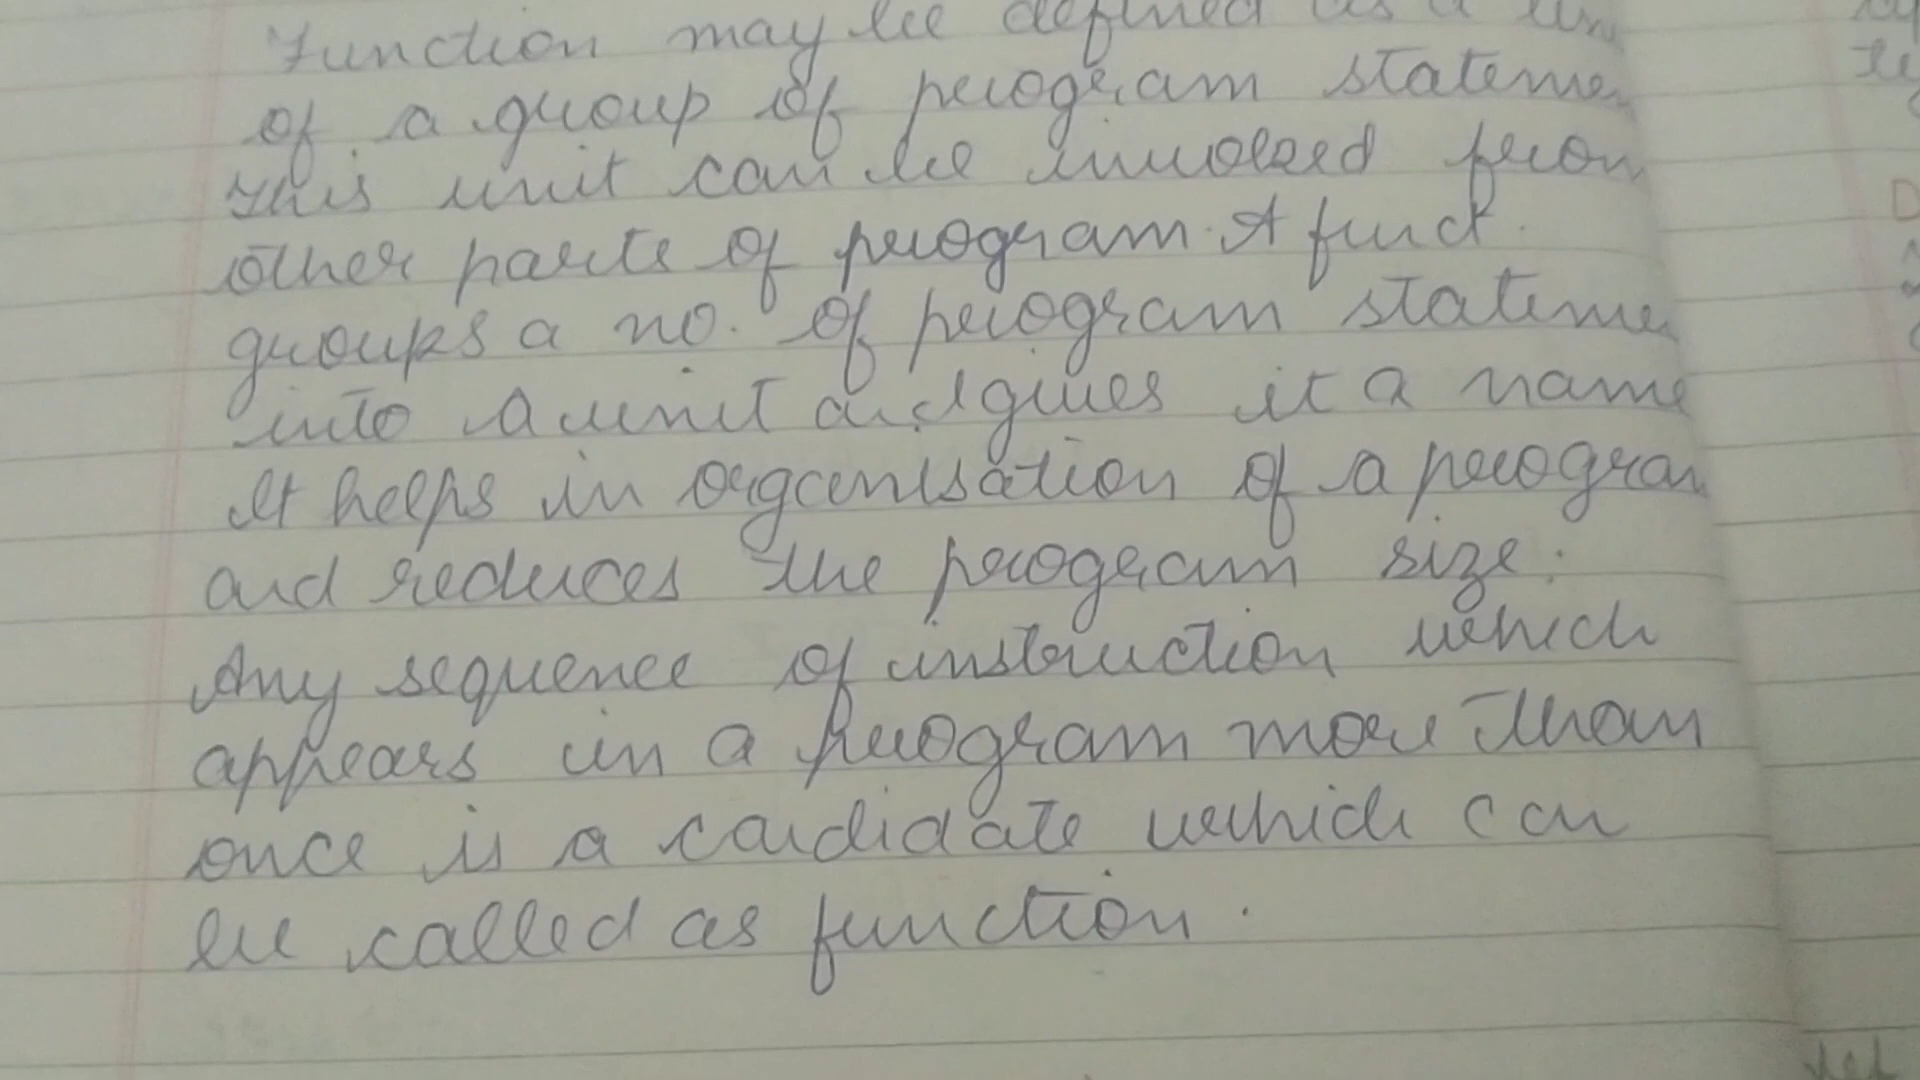 Function may be defined as a
of a group of program stateme
This unit can be invoked from
other parts of program. A funct.
groups a no. of program stateme
into a unit and gives it a name
It helps in organisation of a program
and reduces the program size.
Any sequence of instruction which
appears in a program more than
once is a candidate which can
be called as function.